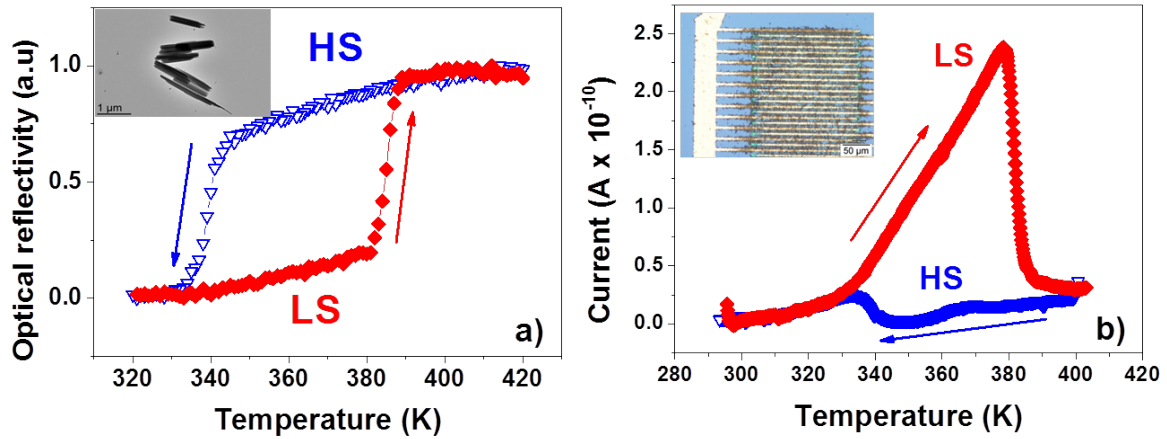 Optical reflectivity (a.u)
1.0
0.5
0.0
1 µm
HS
LS
a)
320 340 360 380 400 420
Temperature (K)
Current (A x 10⁻¹⁰)
2.5
2.0
1.5
1.0
0.5
0.0
50 µm
LS
HS
b)
280 300 320 340 360 380 400 420
Temperature (K)